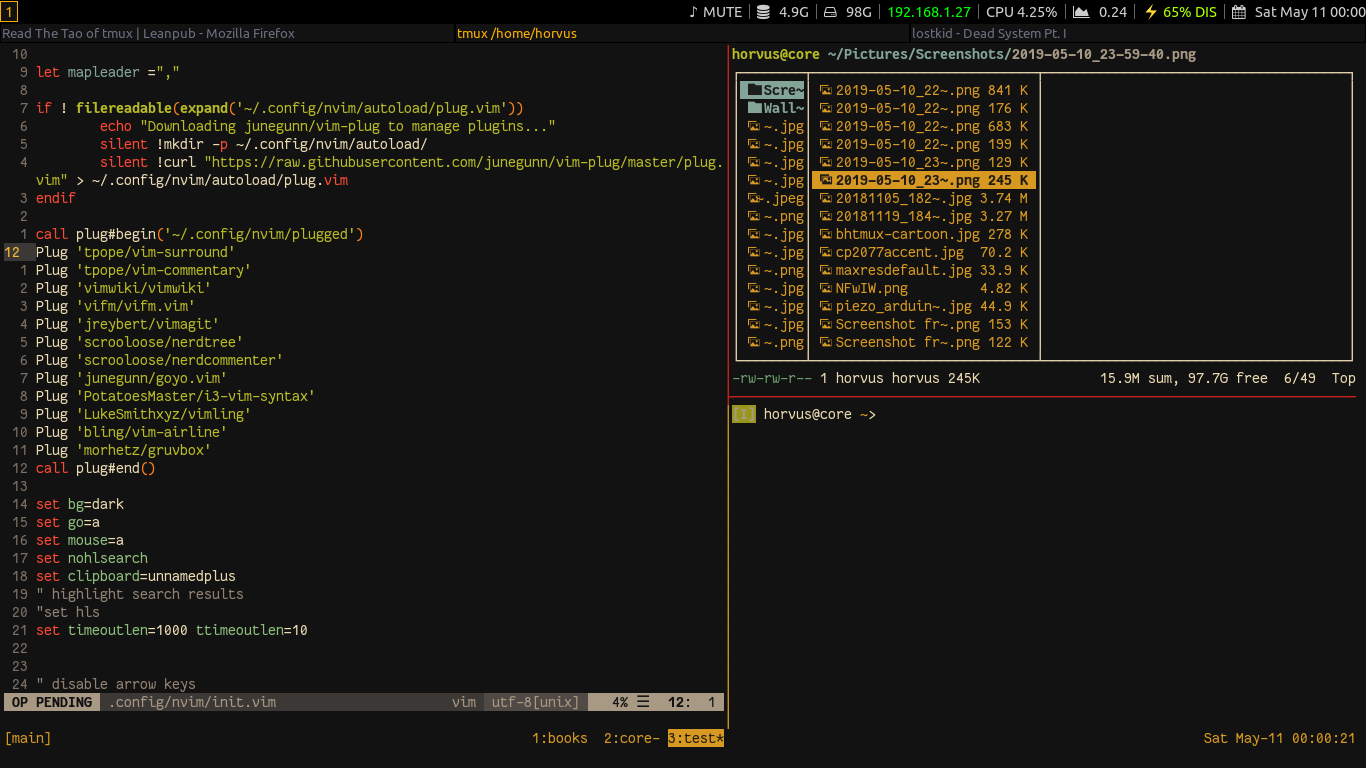 1 ♪ MUTE 4.9G 98G 192.168.1.27 CPU 4.25% 0.24 65% DIS Sat May 11 00:00
Read The Tao of tmux | Leanpub - Mozilla Firefox tmux /home/horvus lostkid - Dead System Pt. I
10
9 let mapleader =","
8
7 if ! filereadable(expand('~/.config/nvim/autoload/plug.vim'))
6 echo "Downloading junegunn/vim-plug to manage plugins..."
5 silent !mkdir -p ~/.config/nvim/autoload/
4 silent !curl "https://raw.githubusercontent.com/junegunn/vim-plug/master/plug.
vim" > ~/.config/nvim/autoload/plug.vim
3 endif
2
1 call plug#begin('~/.config/nvim/plugged')
12 Plug 'tpope/vim-surround'
1 Plug 'tpope/vim-commentary'
2 Plug 'vimwiki/vimwiki'
3 Plug 'vifm/vifm.vim'
4 Plug 'jreybert/vimagit'
5 Plug 'scrooloose/nerdtree'
6 Plug 'scrooloose/nerdcommenter'
7 Plug 'junegunn/goyo.vim'
8 Plug 'PotatoesMaster/i3-vim-syntax'
9 Plug 'LukeSmithxyz/vimling'
10 Plug 'bling/vim-airline'
11 Plug 'morhetz/gruvbox'
12 call plug#end()
13
14 set bg=dark
15 set go=a
16 set mouse=a
17 set nohlsearch
18 set clipboard=unnamedplus
19 " highlight search results
20 "set hls
21 set timeoutlen=1000 ttimeoutlen=10
22
23
24 " disable arrow keys
OP PENDING .config/nvim/init.vim vim utf-8[unix] 4% ☰ 12: 1
horvus@core ~/Pictures/Screenshots/2019-05-10_23-59-40.png
Scre~ 2019-05-10_22~.png 841 K
Wall~ 2019-05-10_22~.png 176 K
~.jpg 2019-05-10_22~.png 683 K
~.jpg 2019-05-10_22~.png 199 K
~.jpg 2019-05-10_23~.png 129 K
~.jpg 2019-05-10_23~.png 245 K
~.jpeg 20181105_182~.jpg 3.74 M
~.png 20181119_184~.jpg 3.27 M
~.jpg bhtmux-cartoon.jpg 278 K
~.jpg cp2077accent.jpg 70.2 K
~.png maxresdefault.jpg 33.9 K
~.jpg NFwIW.png 4.82 K
~.jpg piezo_arduin~.jpg 44.9 K
~.jpg Screenshot fr~.png 153 K
~.png Screenshot fr~.png 122 K
-rw-rw-r-- 1 horvus horvus 245K 15.9M sum, 97.7G free 6/49 Top
[I] horvus@core ~>
[main] 1:books 2:core- 3:test* Sat May-11 00:00:21